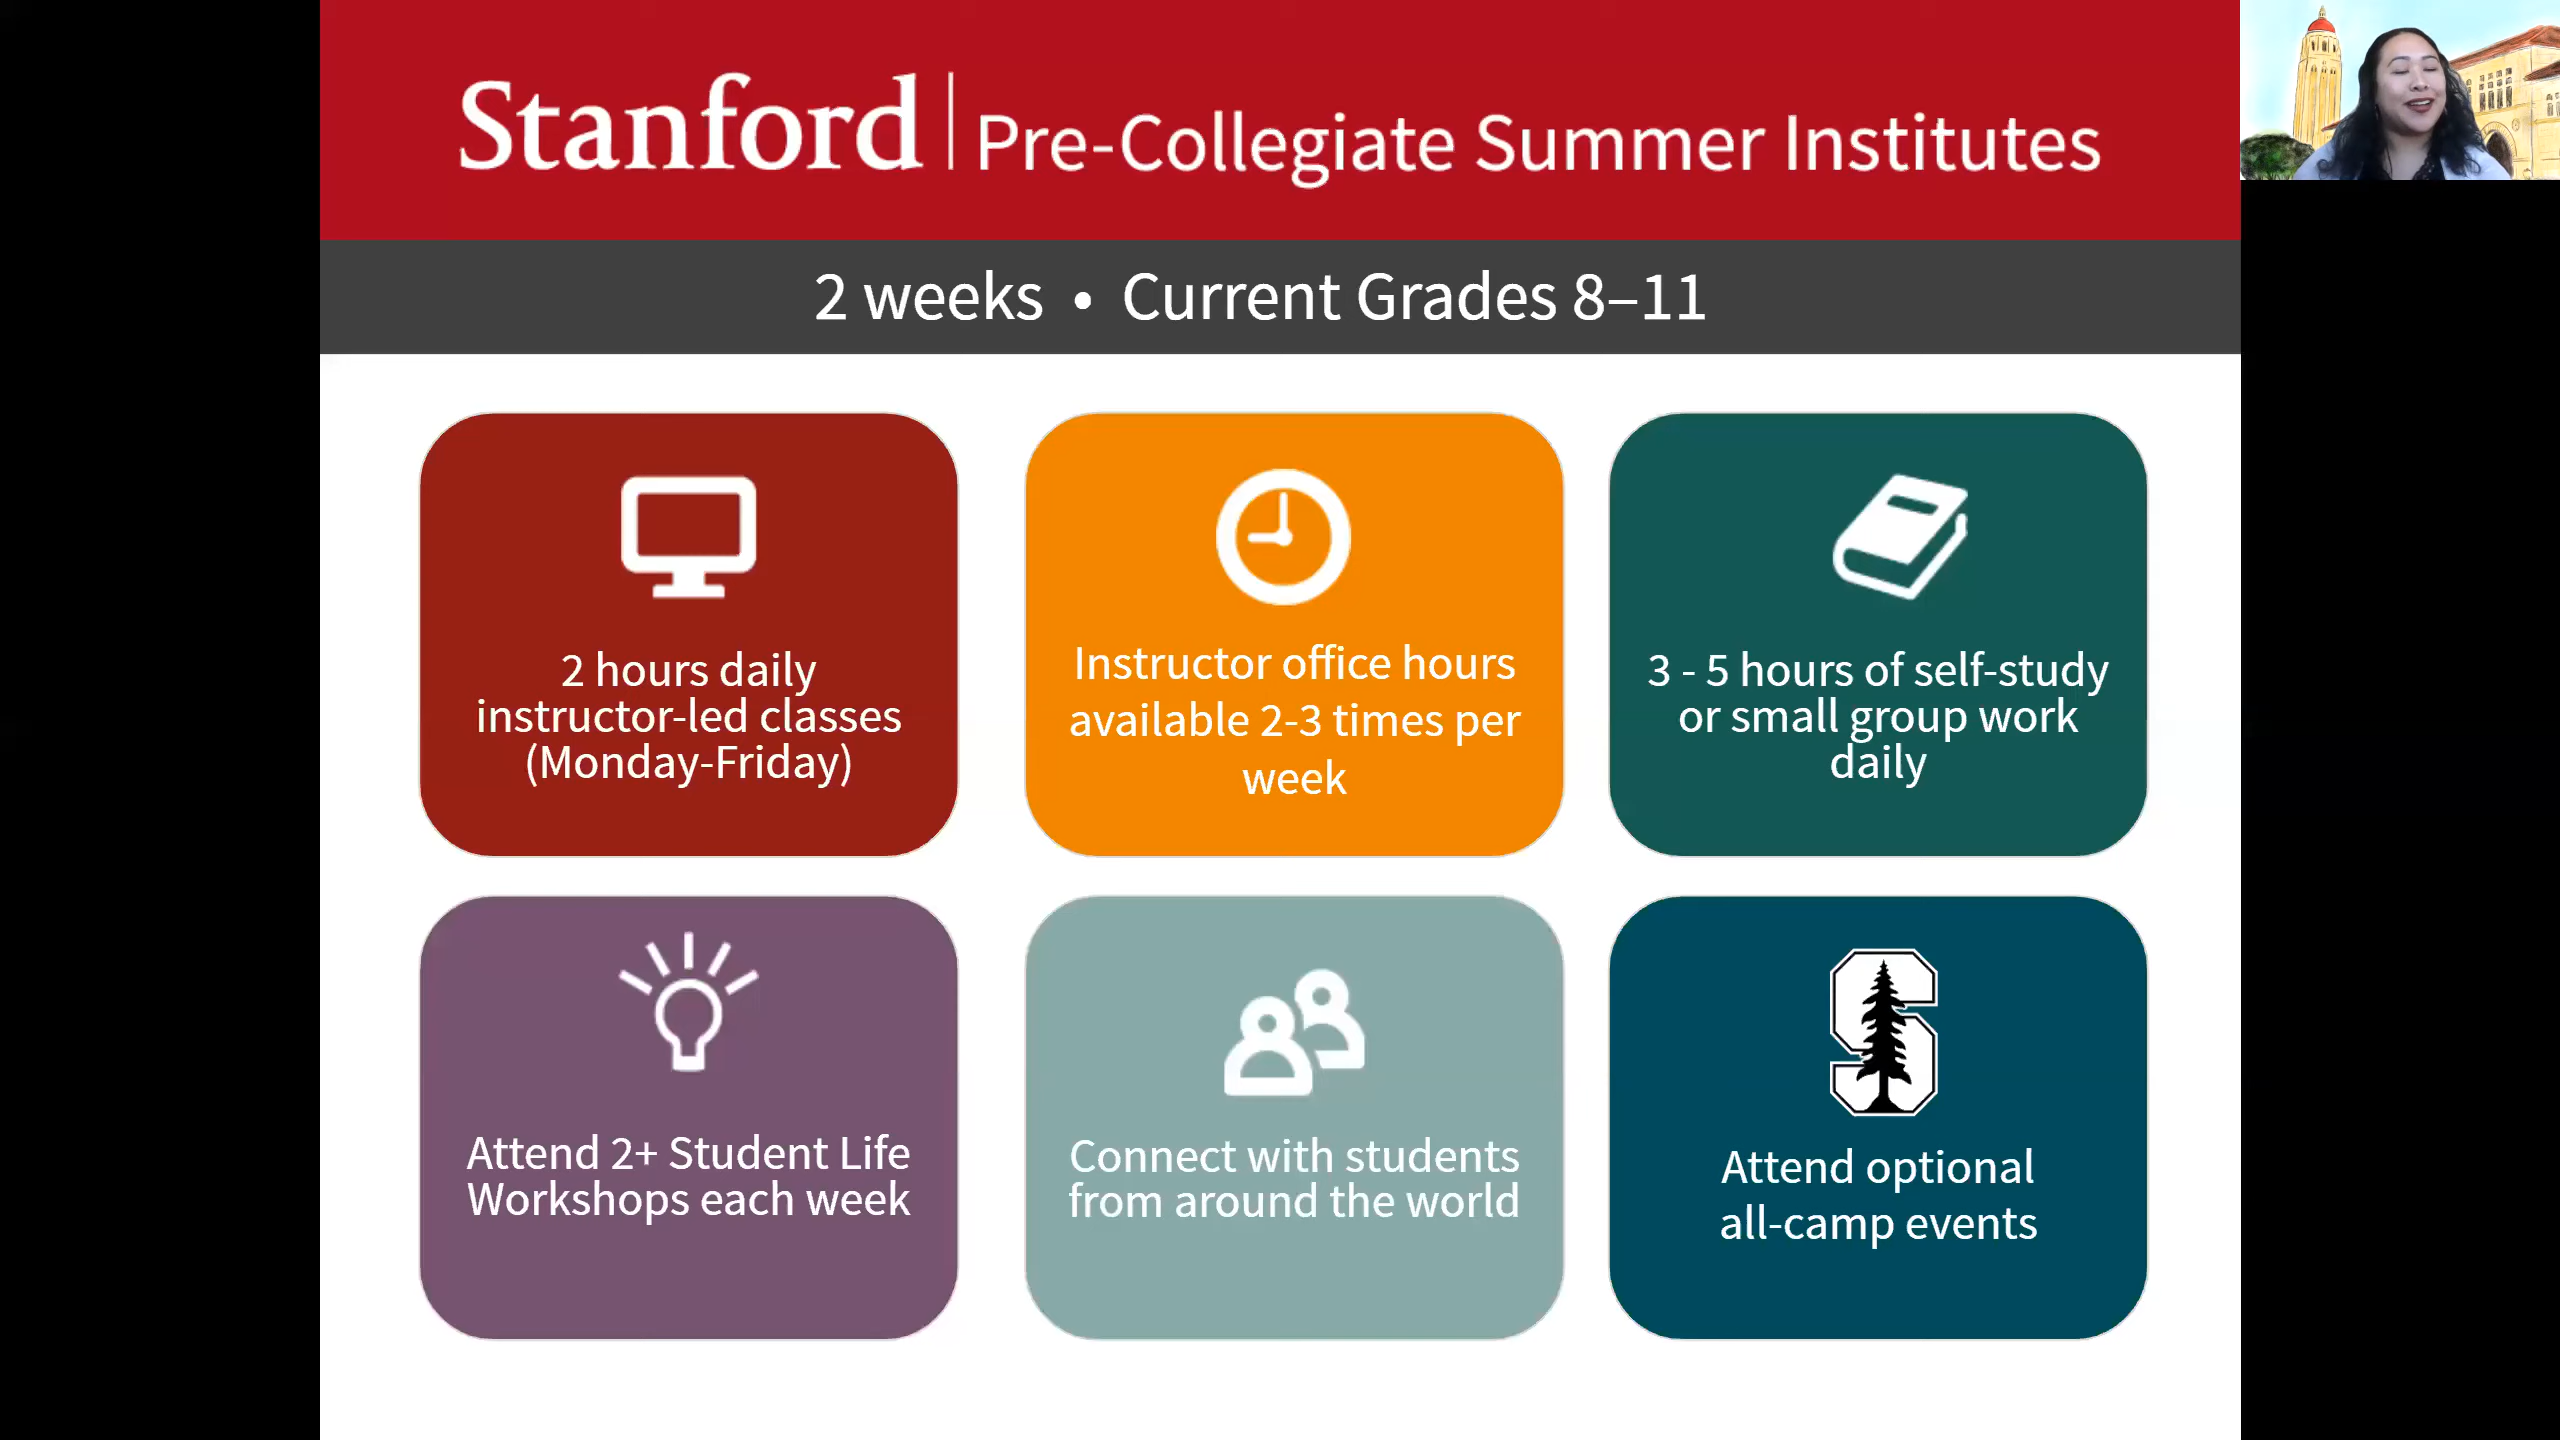 Stanford | Pre-Collegiate Summer Institutes
2 weeks • Current Grades 8–11
2 hours daily
instructor-led classes
(Monday-Friday)
Instructor office hours
available 2-3 times per
week
3 - 5 hours of self-study
or small group work
daily
Attend 2+ Student Life
Workshops each week
Connect with students
from around the world
S
Attend optional
all-camp events